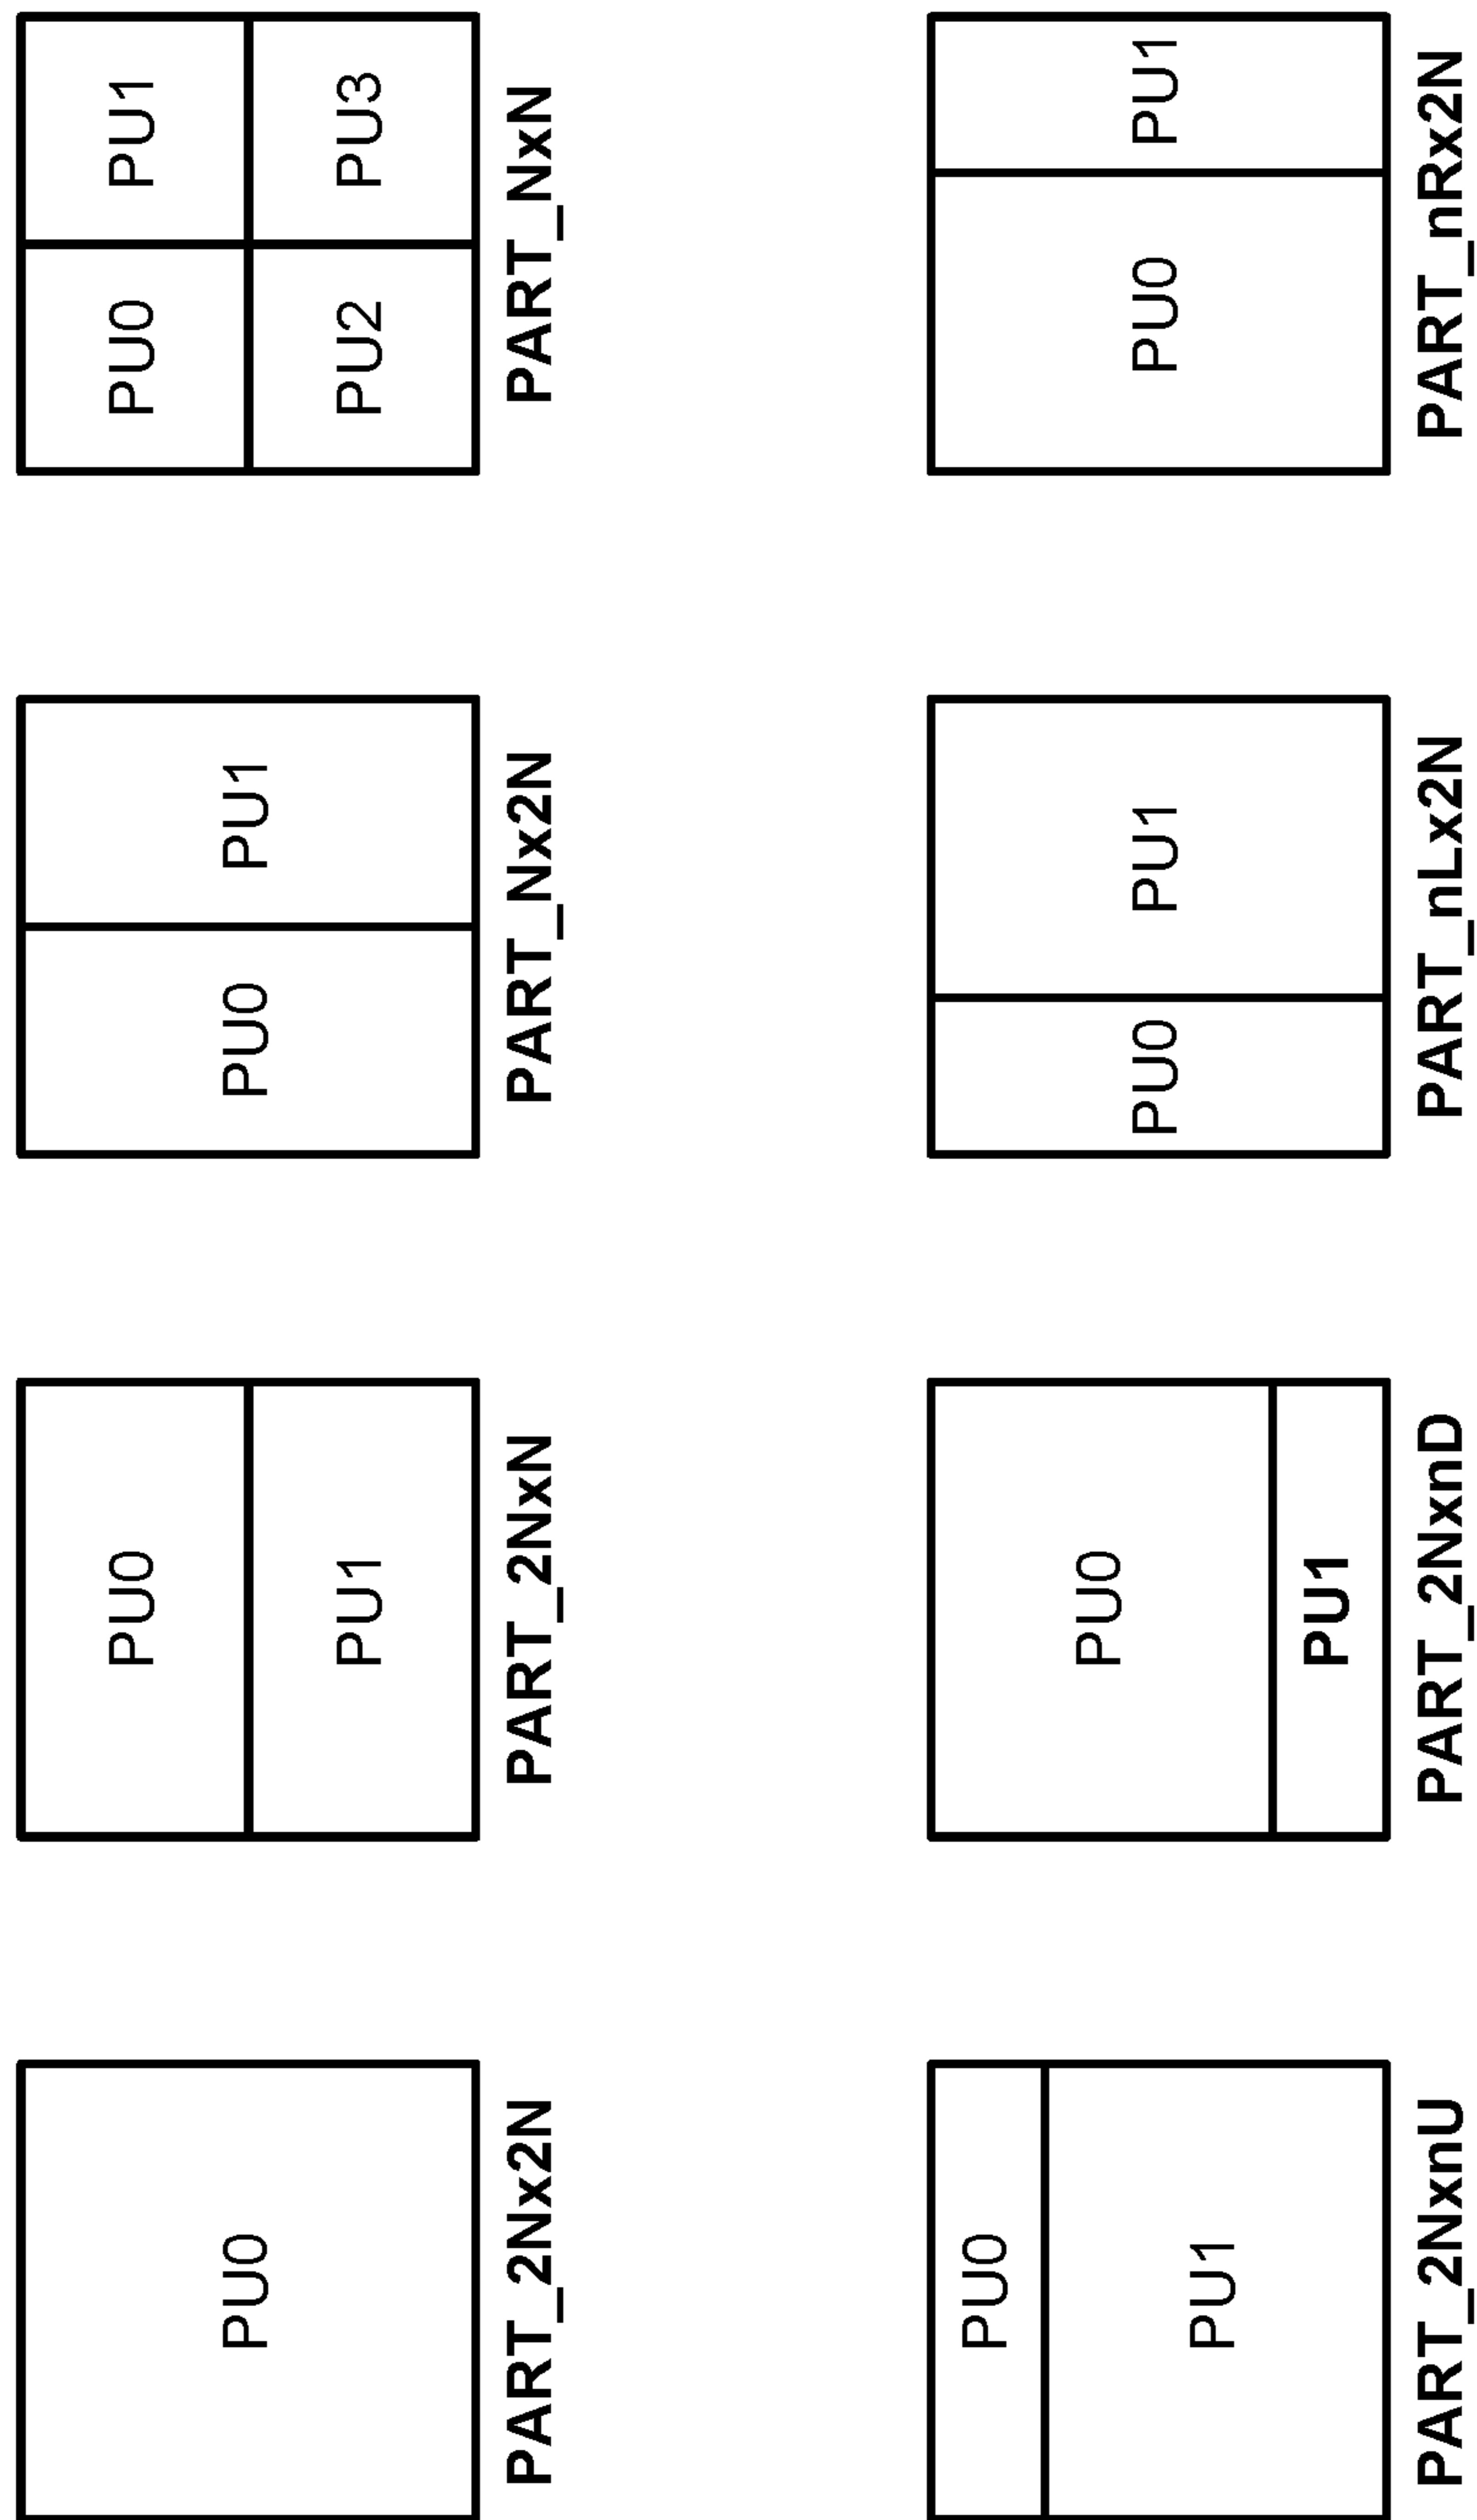 PU0
PART_2Nx2N
PU0
PU1
PART_2NxN
PU0 PU1
PART_Nx2N
PU0 PU1
PU2 PU3
PART_NxN
PU0
PU1
PART_2NxnU
PU0
PU1
PART_2NxnD
PU0 PU1
PART_nLx2N
PU0 PU1
PART_nRx2N